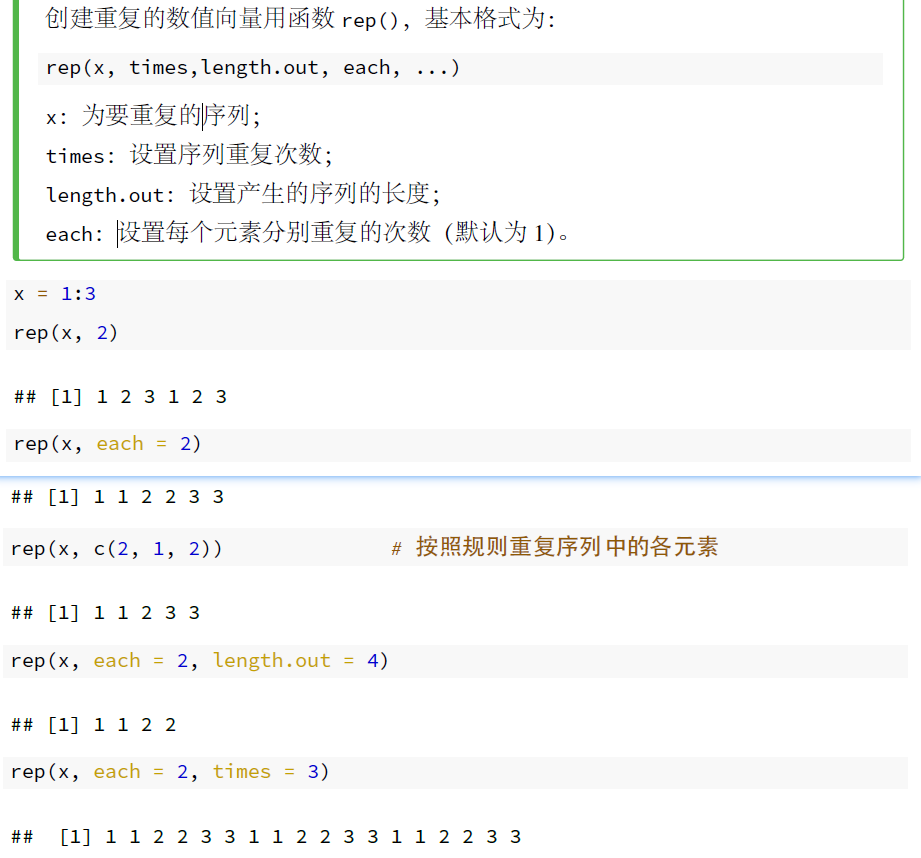 创建重复的数值向量用函数 rep()，基本格式为：
rep(x, times,length.out, each, ...)
x: 为要重复的序列；
times: 设置序列重复次数；
length.out: 设置产生的序列的长度；
each: 设置每个元素分别重复的次数（默认为 1）。
x = 1:3
rep(x, 2)
## [1] 1 2 3 1 2 3
rep(x, each = 2)
## [1] 1 1 2 2 3 3
rep(x, c(2, 1, 2)) # 按照规则重复序列中的各元素
## [1] 1 1 2 3 3
rep(x, each = 2, length.out = 4)
## [1] 1 1 2 2
rep(x, each = 2, times = 3)
## [1] 1 1 2 2 3 3 1 1 2 2 3 3 1 1 2 2 3 3